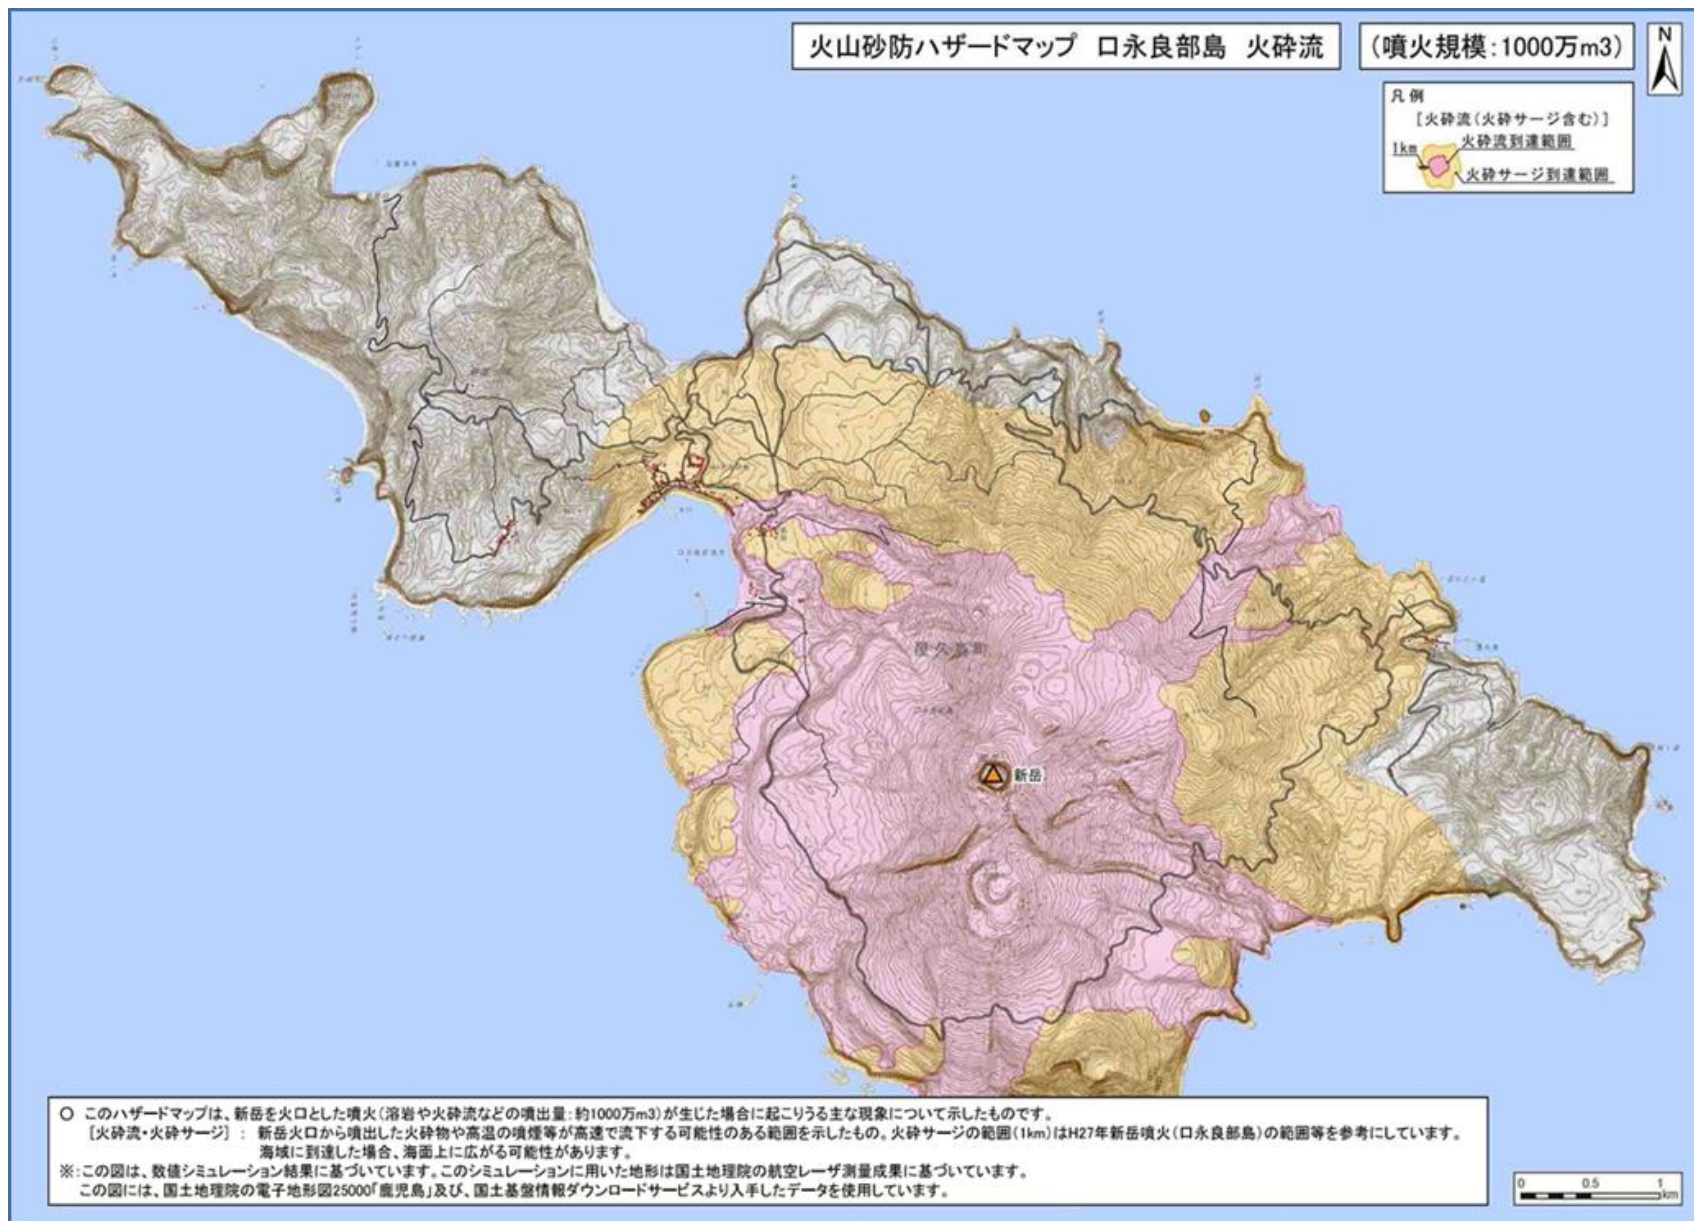 火山砂防ハザードマップ 口永良部島 火砕流
(噴火規模:1000万m3)
N
凡例
[火砕流(火砕サージ含む)]
1km
火砕流到達範囲
火砕サージ到達範囲
屋久島町
新岳
○ このハザードマップは、新岳を火口とした噴火(溶岩や火砕流などの噴出量:約1000万m3)が生じた場合に起こりうる主な現象について示したものです。
[火砕流・火砕サージ] : 新岳火口から噴出した火砕物や高温の噴煙等が高速で流下する可能性のある範囲を示したもの。火砕サージの範囲(1km)はH27年新岳噴火(口永良部島)の範囲等を参考にしています。
海域に到達した場合、海面上に広がる可能性があります。
※:この図は、数値シミュレーション結果に基づいています。このシミュレーションに用いた地形は国土地理院の航空レーザ測量成果に基づいています。
この図には、国土地理院の電子地形図25000「鹿児島」及び、国土基盤情報ダウンロードサービスより入手したデータを使用しています。
0 0.5 1
km